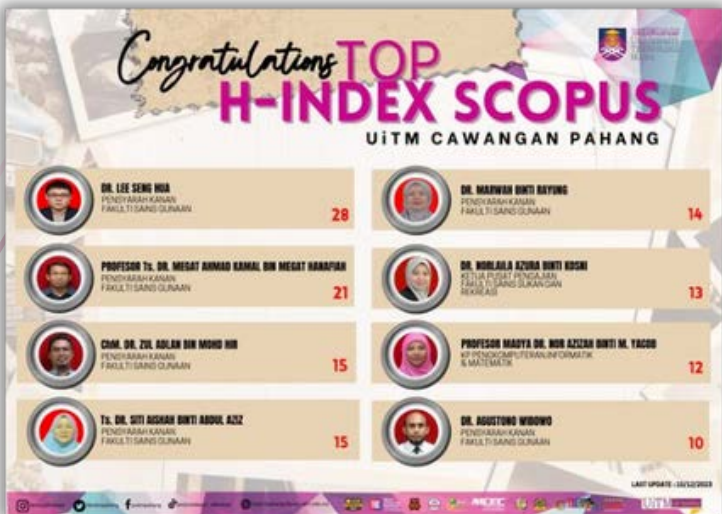 Congratulations TOP
H-INDEX SCOPUS
UiTM CAWANGAN PAHANG
DR. LEE SENG HUA
PENSYARAH KANAN
FAKULTI SAINS GUNAAN
28
PROFESOR Ts. DR. MEGAT AHMAD KAMAL BIN MEGAT HANAFIAH
PENSYARAH KANAN
FAKULTI SAINS GUNAAN
21
ChM. DR. ZUL ADLAN BIN MOHD HIR
PENSYARAH KANAN
FAKULTI SAINS GUNAAN
15
Ts. DR. SITI AISHAH BINTI ABDUL AZIZ
PENSYARAH KANAN
FAKULTI SAINS GUNAAN
15
DR. MARWAH BINTI RAYUNG
PENSYARAH KANAN
FAKULTI SAINS GUNAAN
14
DR. NORLAILA AZURA BINTI KOSNI
KETUA PUSAT PENGAJIAN
FAKULTI SAINS SUKAN DAN
REKREASI
13
PROFESOR MADYA DR. NOR AZIZAH BINTI M. YACOB
KP PENGKOMPUTERAN, INFORMATIK
& MATEMATIK
12
DR. AGUSTONO WIBOWO
PENSYARAH KANAN
FAKULTI SAINS GUNAAN
10
LAST UPDATE : 10/12/2023